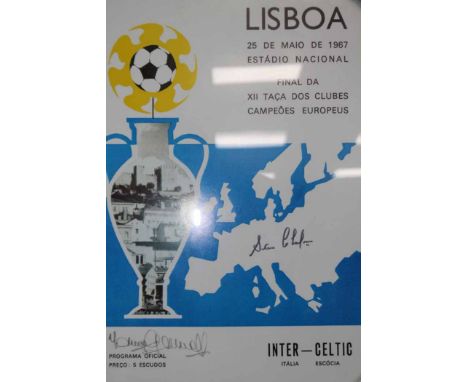 LISBOA
25 DE MAIO DE 1967
ESTÁDIO NACIONAL
FINAL DA
XII TAÇA DOS CLUBES
CAMPEÕES EUROPEUS
PROGRAMA OFICIAL
PREÇO: 5 ESCUDOS
INTER — CELTIC
ITÁLIA ESCÓCIA